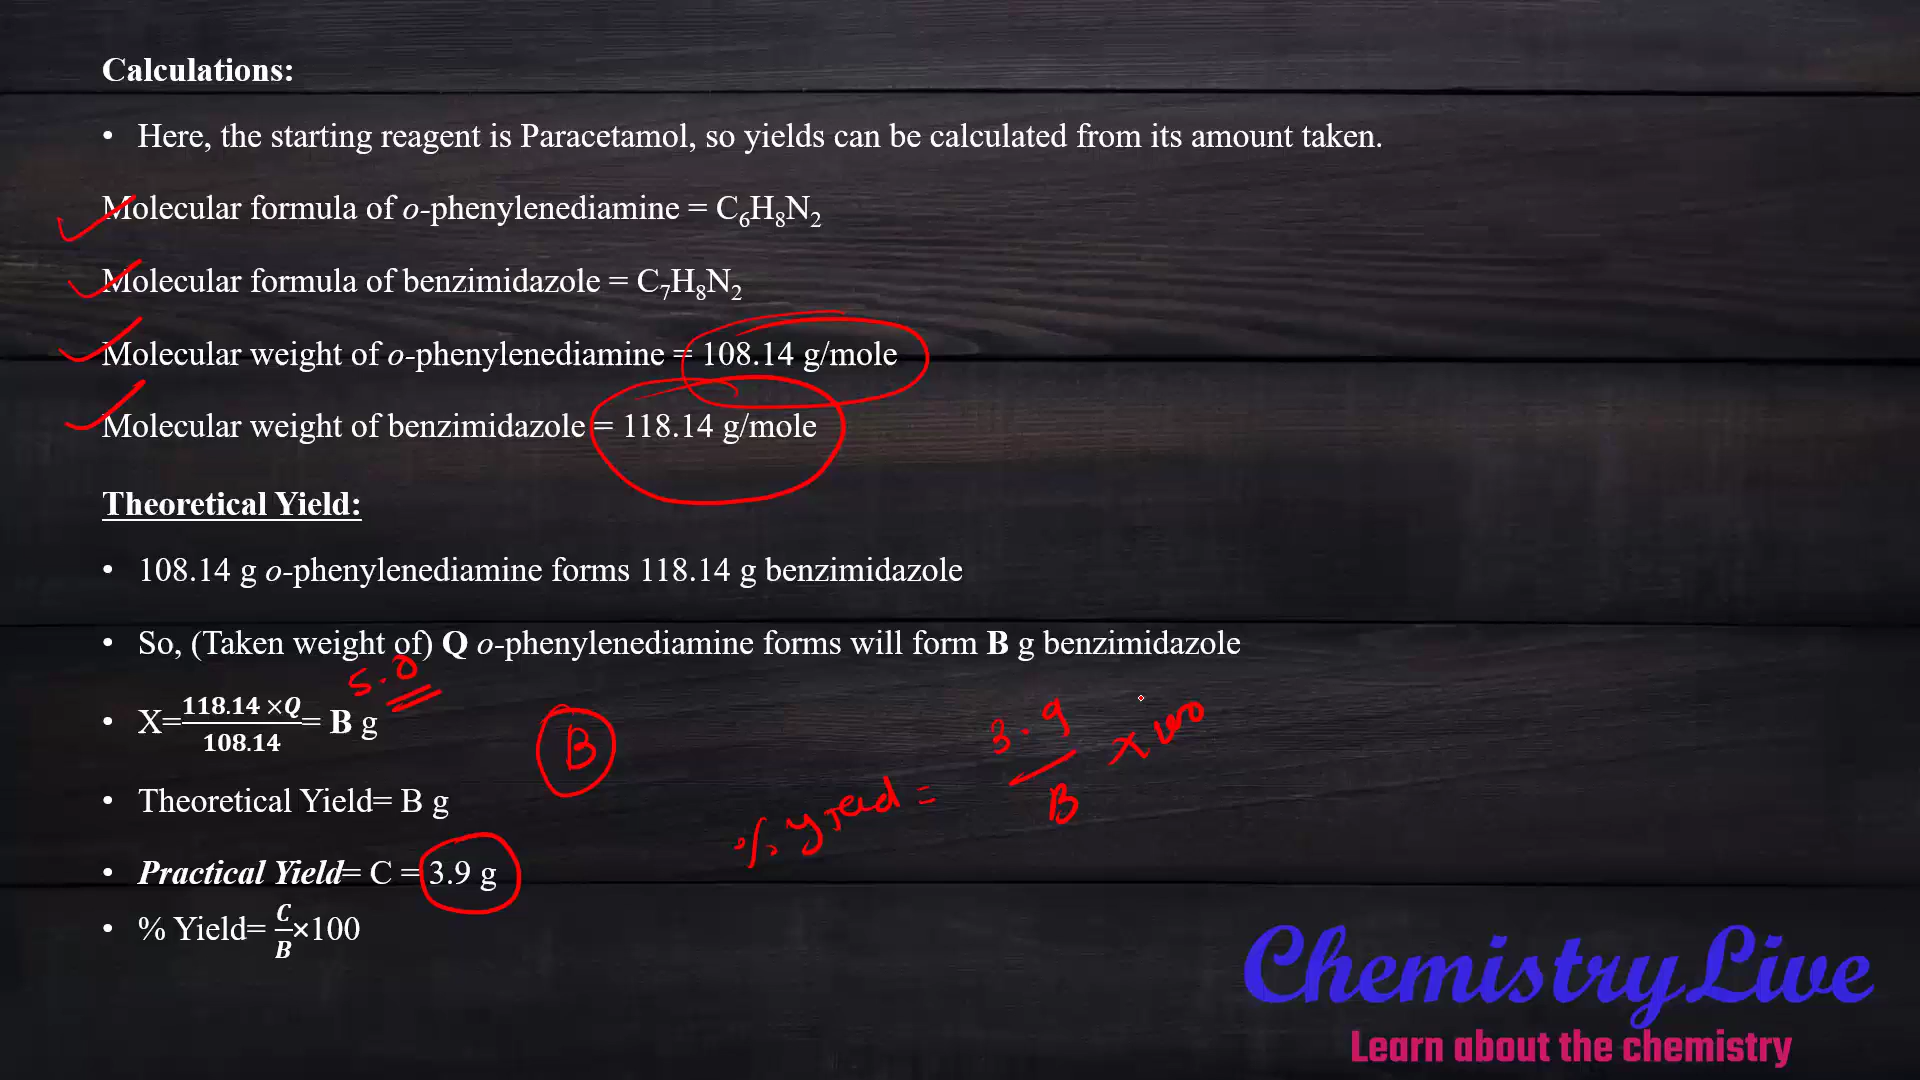 Calculations:
• Here, the starting reagent is Paracetamol, so yields can be calculated from its amount taken.
Molecular formula of o-phenylenediamine = C₆H₈N₂
Molecular formula of benzimidazole = C₇H₈N₂
Molecular weight of o-phenylenediamine = 108.14 g/mole
Molecular weight of benzimidazole = 118.14 g/mole
Theoretical Yield:
• 108.14 g o-phenylenediamine forms 118.14 g benzimidazole
• So, (Taken weight of) Q o-phenylenediamine forms will form B g benzimidazole
5.0
• X=118.14 ×Q/108.14= B g
B
• Theoretical Yield= B g
% yield = 3.9/B × 100
• Practical Yield= C = 3.9 g
• % Yield= C/B×100
ChemistryLive
Learn about the chemistry